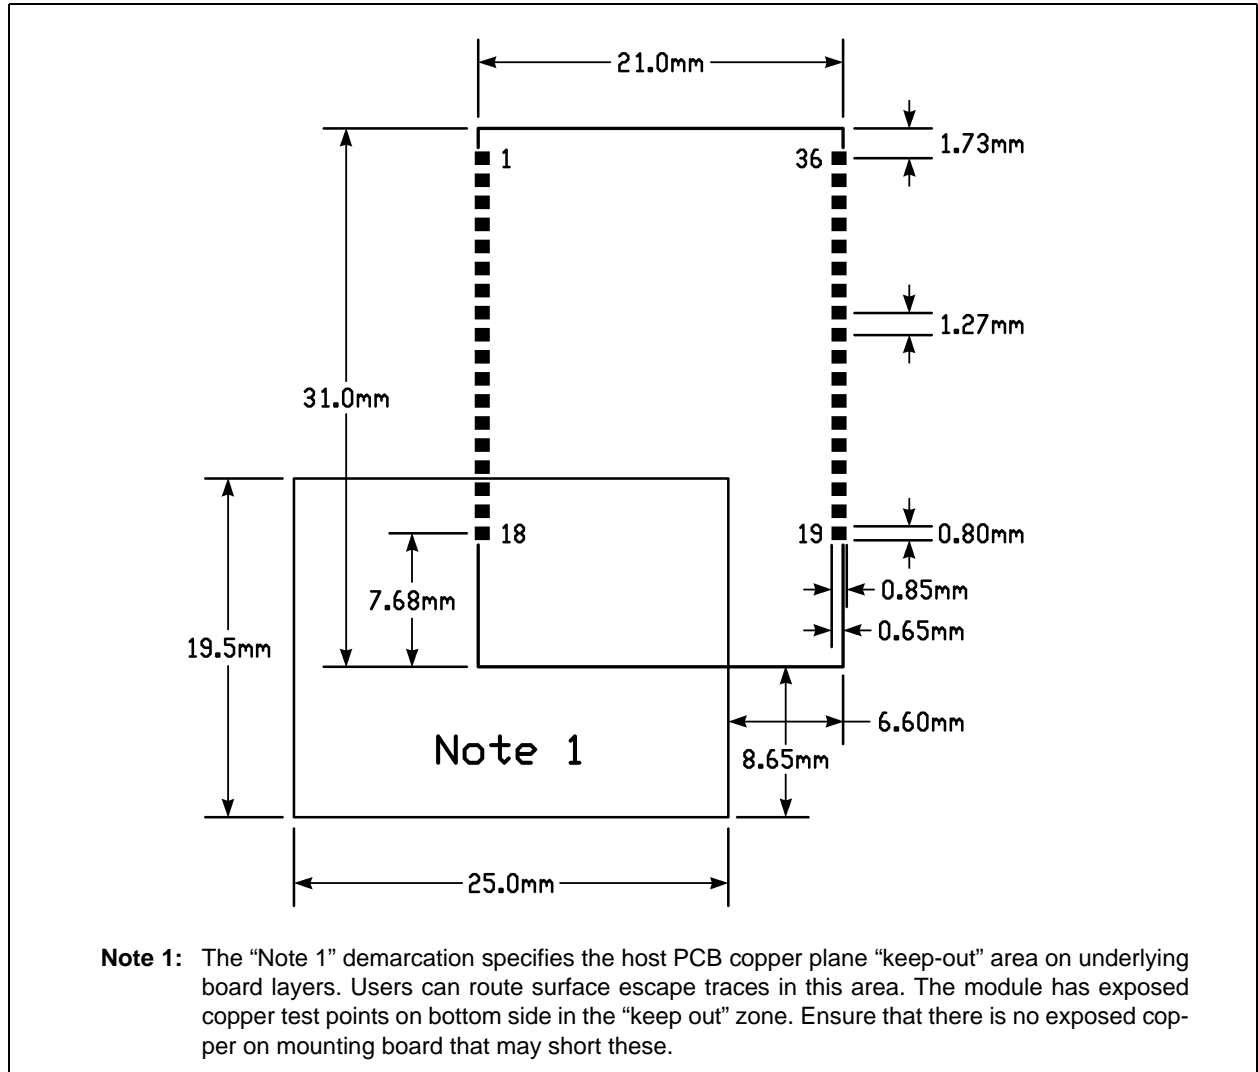 21.0mm
1.73mm
1
36
1.27mm
31.0mm
18
19
0.80mm
7.68mm
0.85mm
0.65mm
19.5mm
6.60mm
Note 1
8.65mm
25.0mm
Note 1: The “Note 1” demarcation specifies the host PCB copper plane “keep-out” area on underlying
board layers. Users can route surface escape traces in this area. The module has exposed
copper test points on bottom side in the “keep out” zone. Ensure that there is no exposed cop-
per on mounting board that may short these.